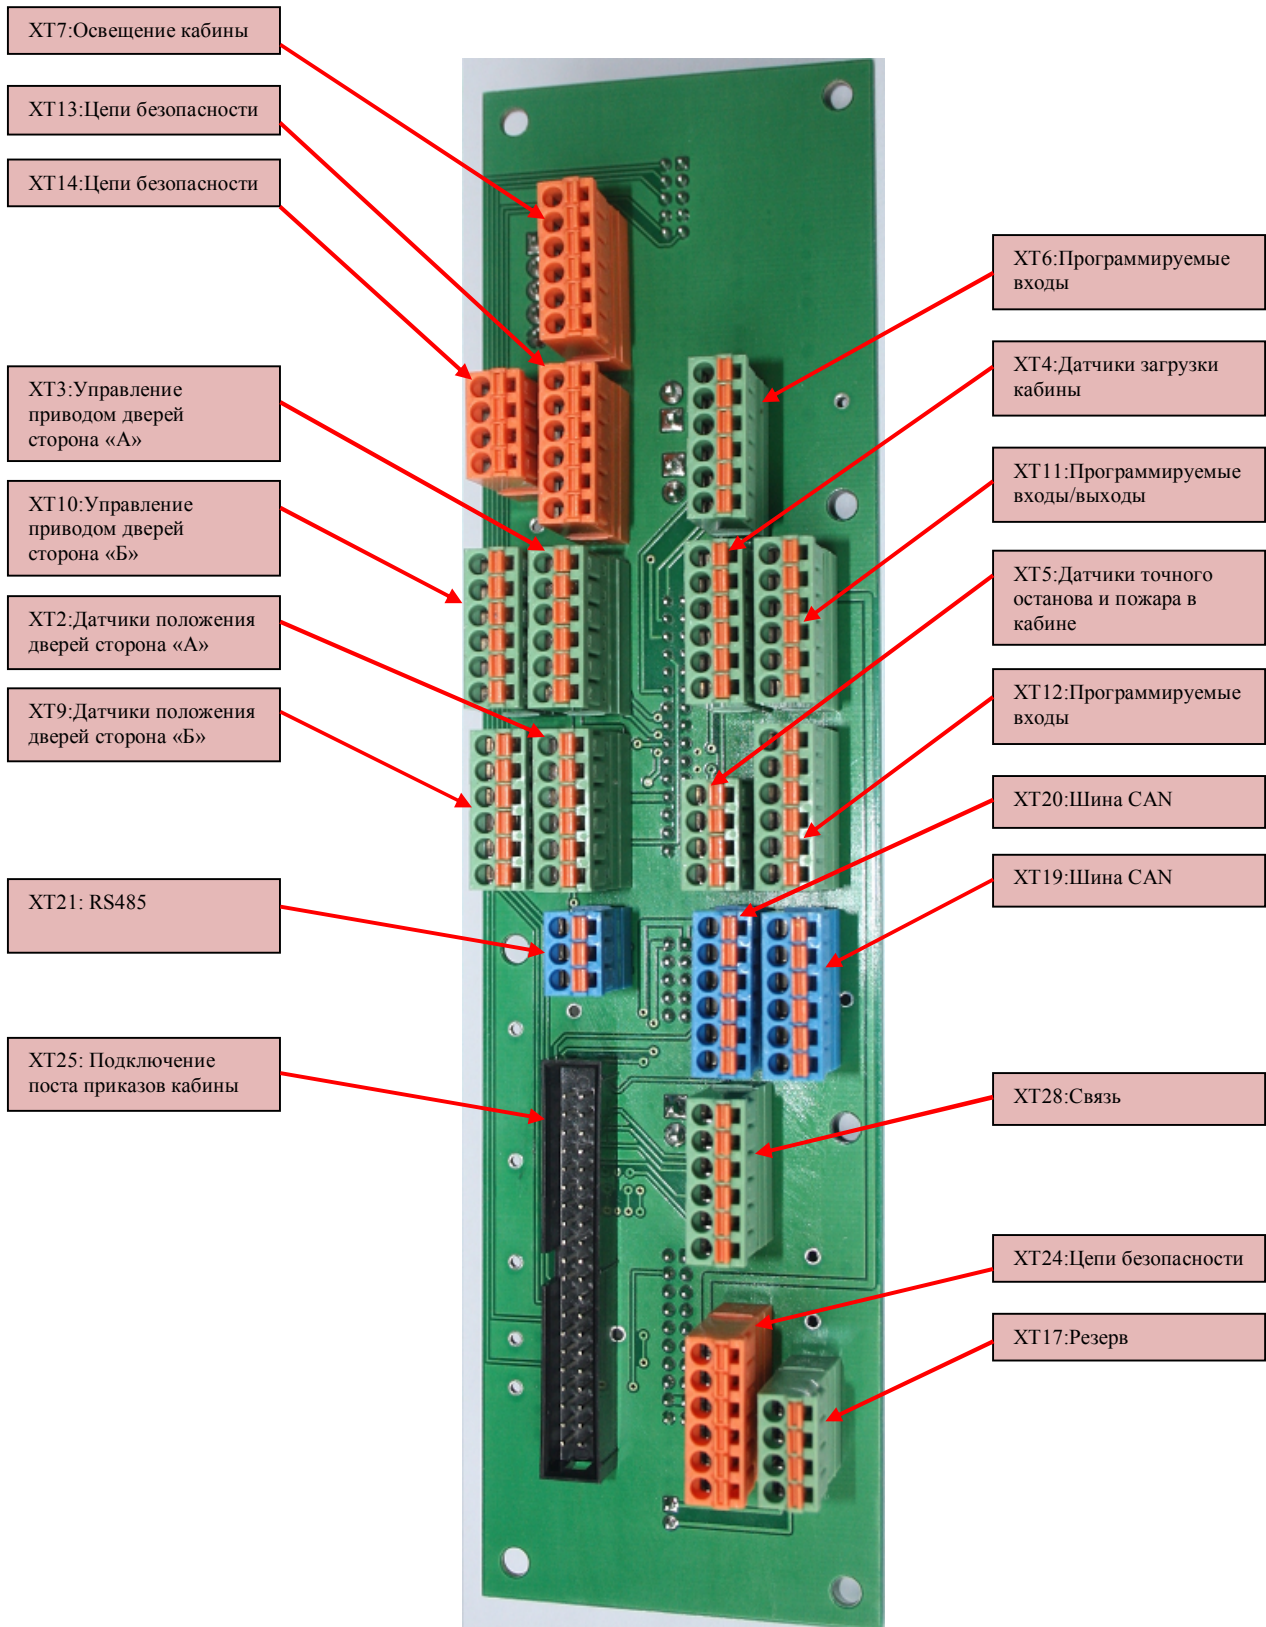 XT7:Освещение кабины
XT13:Цепи безопасности
XT14:Цепи безопасности
XT3:Управление
приводом дверей
сторона «А»
XT10:Управление
приводом дверей
сторона «Б»
XT2:Датчики положения
дверей сторона «А»
XT9:Датчики положения
дверей сторона «Б»
XT21: RS485
XT25: Подключение
поста приказов кабины
XT6:Программируемые
входы
XT4:Датчики загрузки
кабины
XT11:Программируемые
входы/выходы
XT5:Датчики точного
останова и пожара в
кабине
XT12:Программируемые
входы
XT20:Шина CAN
XT19:Шина CAN
XT28:Связь
XT24:Цепи безопасности
XT17:Резерв